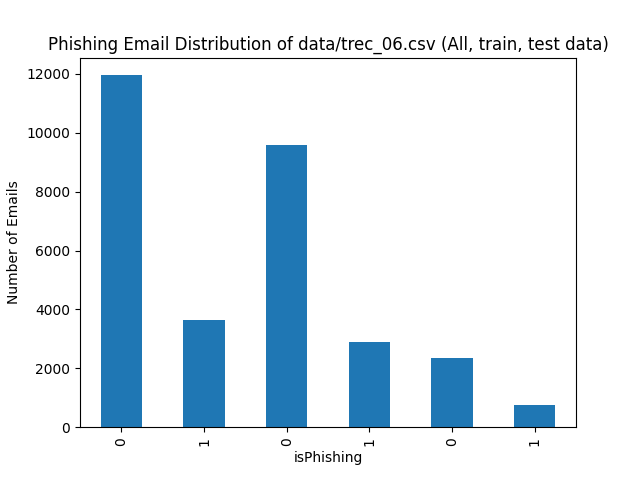 Phishing Email Distribution of data/trec_06.csv (All, train, test data)
12000
10000
8000
6000
4000
2000
0
Number of Emails
0 1 0 1 0 1
isPhishing